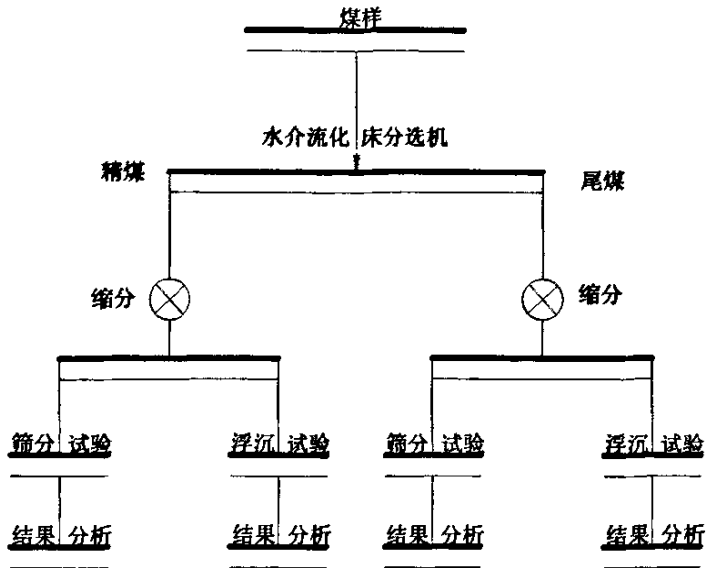 煤样
水介流化床分选机
精煤
尾煤
缩分
缩分
筛分试验
浮沉试验
筛分试验
浮沉试验
结果分析
结果分析
结果分析
结果分析